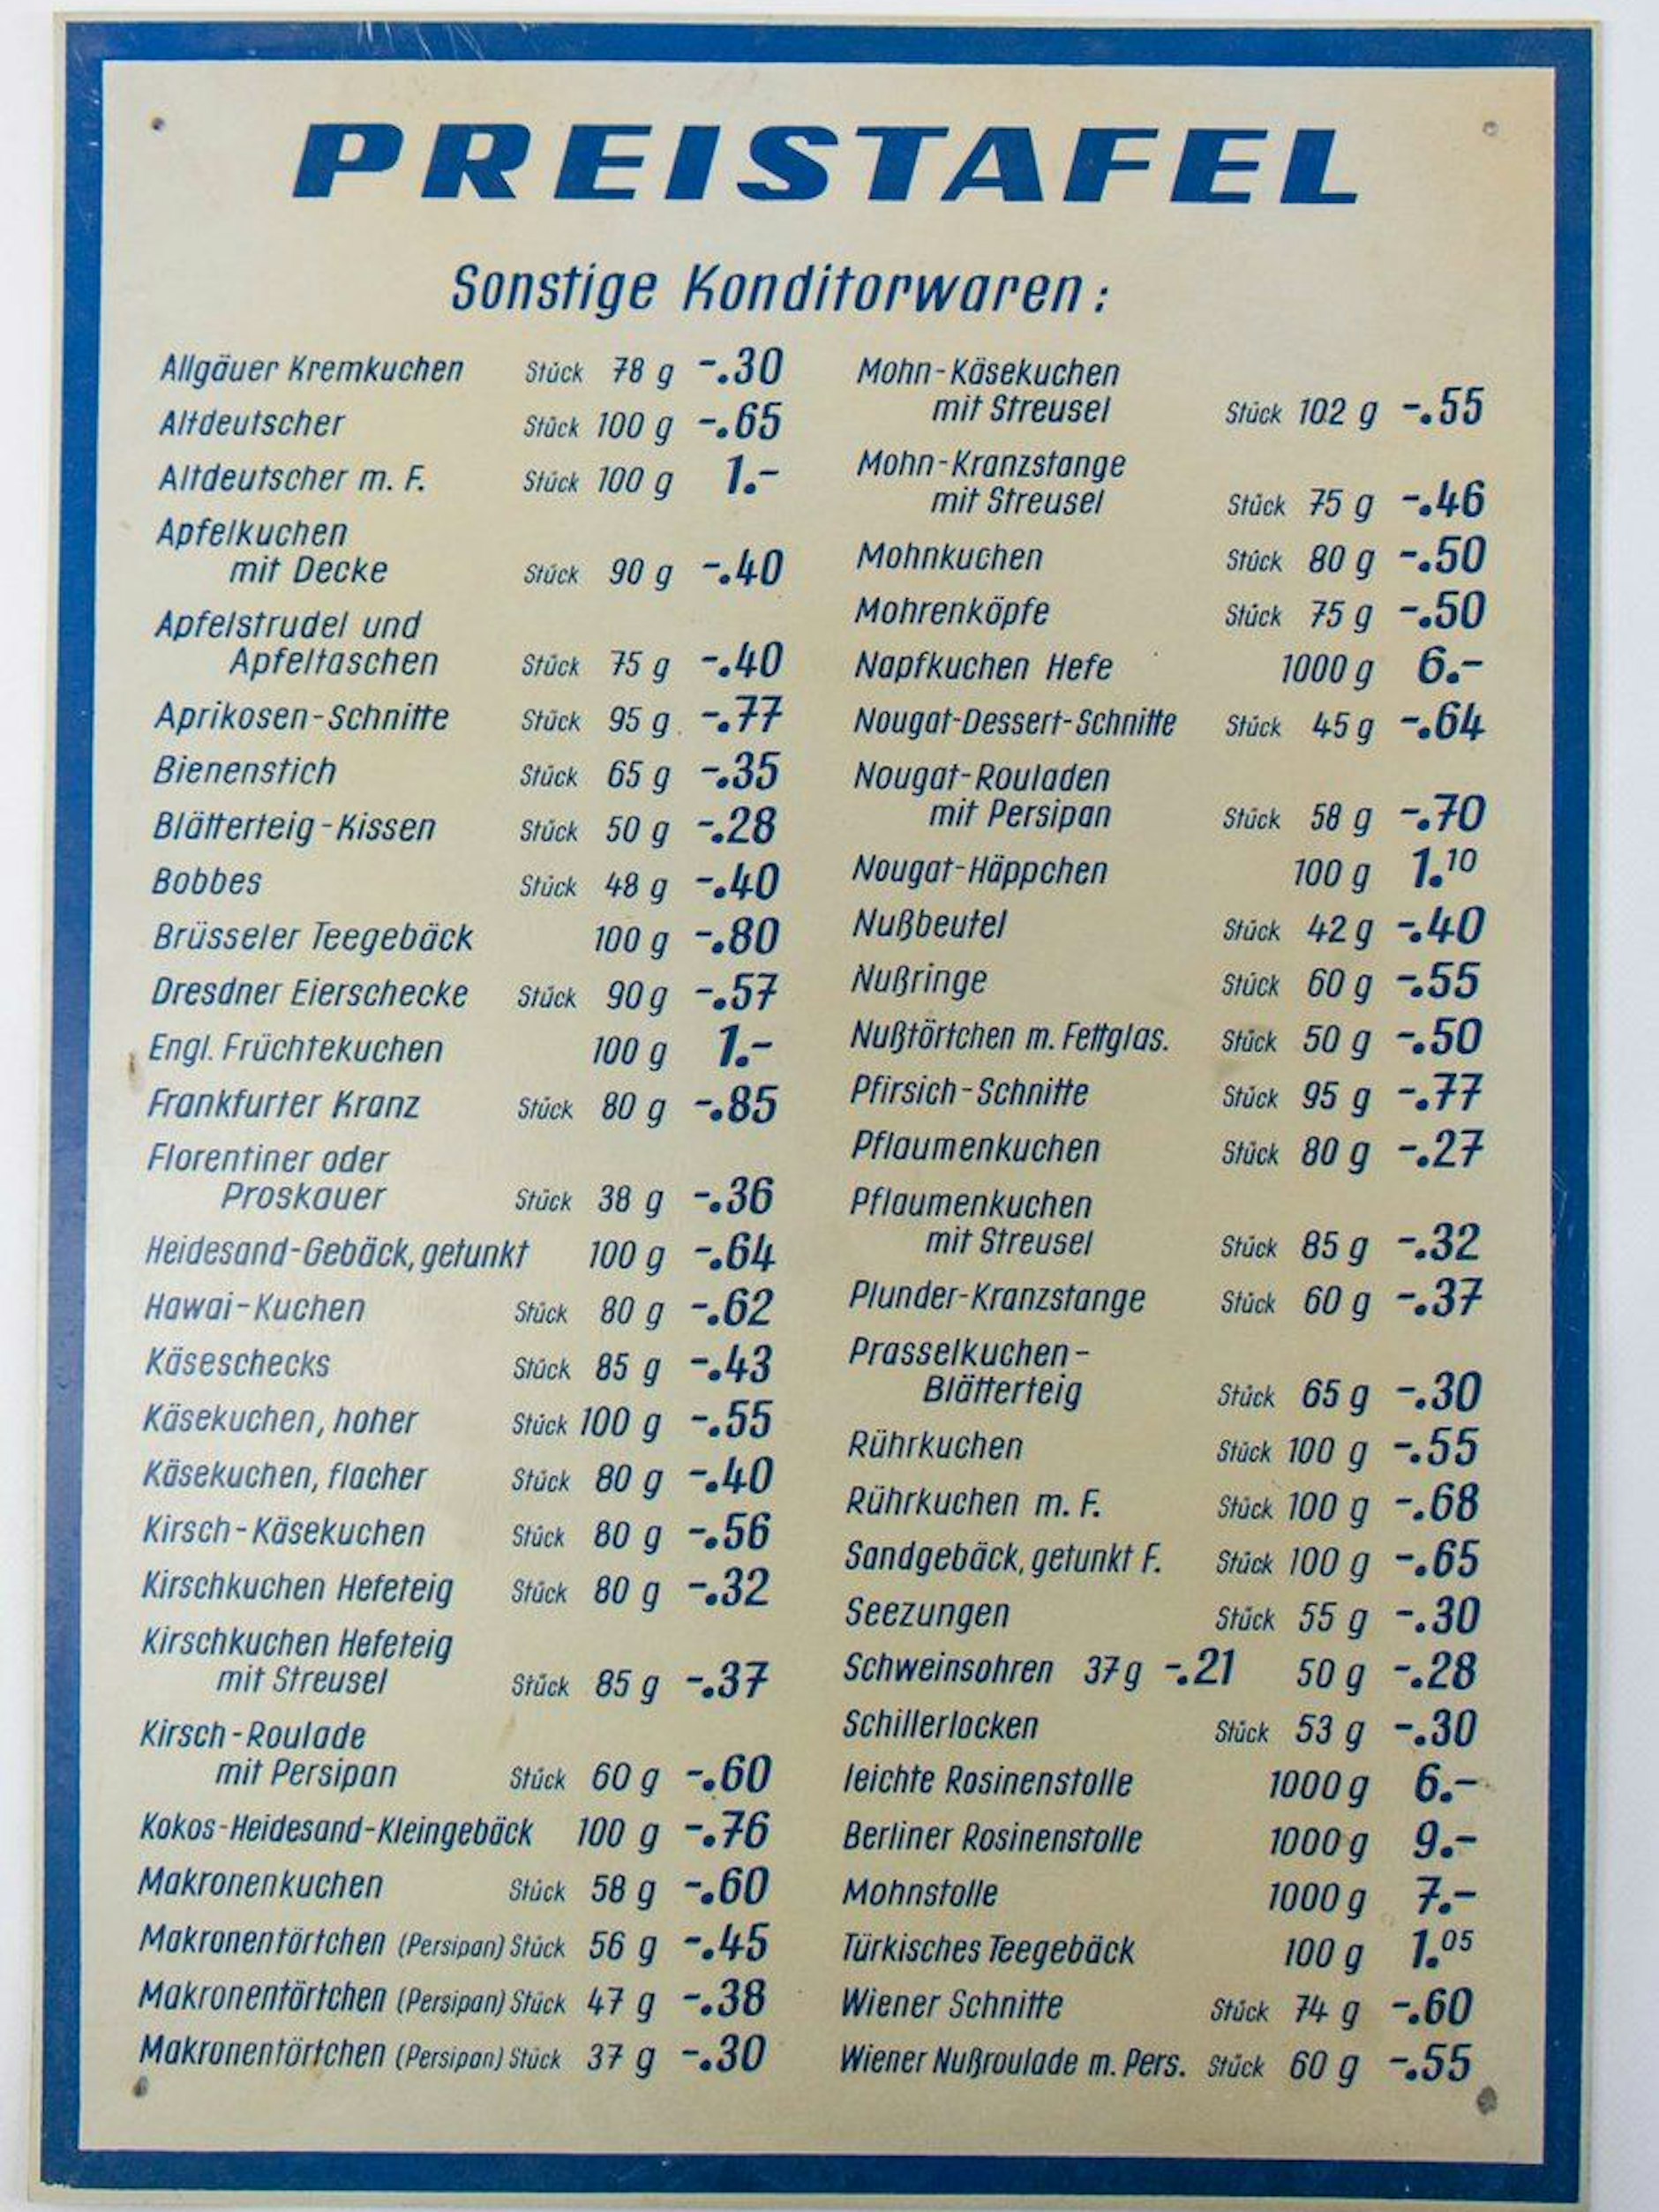 PREISTAFEL
Sonstige Konditorwaren:
Allgäuer Kremkuchen Stück 78 g -.30
Altdeutscher Stück 100 g -.65
Altdeutscher m. F. Stück 100 g 1.-
Apfelkuchen
mit Decke Stück 90 g -.40
Apfelstrudel und
Apfeltaschen Stück 75 g -.40
Aprikosen-Schnitte Stück 95 g -.77
Bienenstich Stück 65 g -.35
Blätterteig-Kissen Stück 50 g -.28
Bobbes Stück 48 g -.40
Brüsseler Teegebäck 100 g -.80
Dresdner Eierschecke Stück 90 g -.57
Engl. Früchtekuchen 100 g 1.-
Frankfurter Kranz Stück 80 g -.85
Florentiner oder
Proskauer Stück 38 g -.36
Heidesand-Gebäck, getunkt 100 g -.64
Hawai-Kuchen Stück 80 g -.62
Käseschecks Stück 85 g -.43
Käsekuchen, hoher Stück 100 g -.55
Käsekuchen, flacher Stück 80 g -.40
Kirsch-Käsekuchen Stück 80 g -.56
Kirschkuchen Hefeteig Stück 80 g -.32
Kirschkuchen Hefeteig
mit Streusel Stück 85 g -.37
Kirsch-Roulade
mit Persipan Stück 60 g -.60
Kokos-Heidesand-Kleingebäck 100 g -.76
Makronenkuchen Stück 58 g -.60
Makronentörtchen (Persipan) Stück 56 g -.45
Makronentörtchen (Persipan) Stück 47 g -.38
Makronentörtchen (Persipan) Stück 37 g -.30
Mohn-Käsekuchen
mit Streusel Stück 102 g -.55
Mohn-Kranzstange
mit Streusel Stück 75 g -.46
Mohnkuchen Stück 80 g -.50
Mohrenköpfe Stück 75 g -.50
Napfkuchen Hefe 1000 g 6.-
Nougat-Dessert-Schnitte Stück 45 g -.64
Nougat-Rouladen
mit Persipan Stück 58 g -.70
Nougat-Häppchen 100 g 1.10
Nußbeutel Stück 42 g -.40
Nußringe Stück 60 g -.55
Nußtörtchen m. Fettglas. Stück 50 g -.50
Pfirsich-Schnitte Stück 95 g -.77
Pflaumenkuchen Stück 80 g -.27
Pflaumenkuchen
mit Streusel Stück 85 g -.32
Plunder-Kranzstange Stück 60 g -.37
Prasselkuchen-
Blätterteig Stück 65 g -.30
Rührkuchen Stück 100 g -.55
Rührkuchen m. F. Stück 100 g -.68
Sandgebäck, getunkt F. Stück 100 g -.65
Seezungen Stück 55 g -.30
Schweinsohren 37 g -.21 50 g -.28
Schillerlocken Stück 53 g -.30
leichte Rosinenstolle 1000 g 6.-
Berliner Rosinenstolle 1000 g 9.-
Mohnstolle 1000 g 7.-
Türkisches Teegebäck 100 g 1.05
Wiener Schnitte Stück 74 g -.60
Wiener Nußroulade m. Pers. Stück 60 g -.55